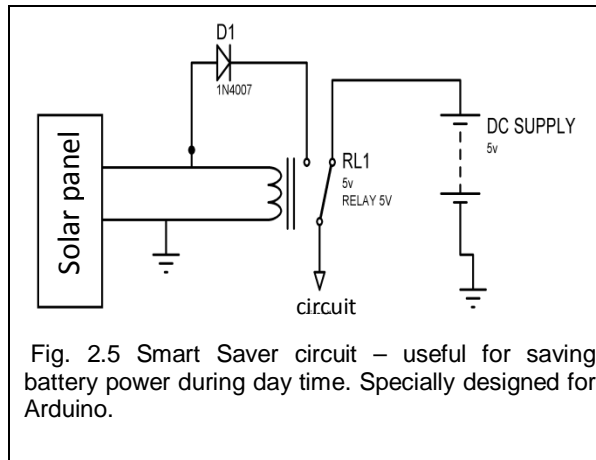 D1
1N4007
Solar panel
RL1
5v
RELAY 5V
DC SUPPLY
5v
circuit
Fig. 2.5 Smart Saver circuit – useful for saving
battery power during day time. Specially designed for
Arduino.